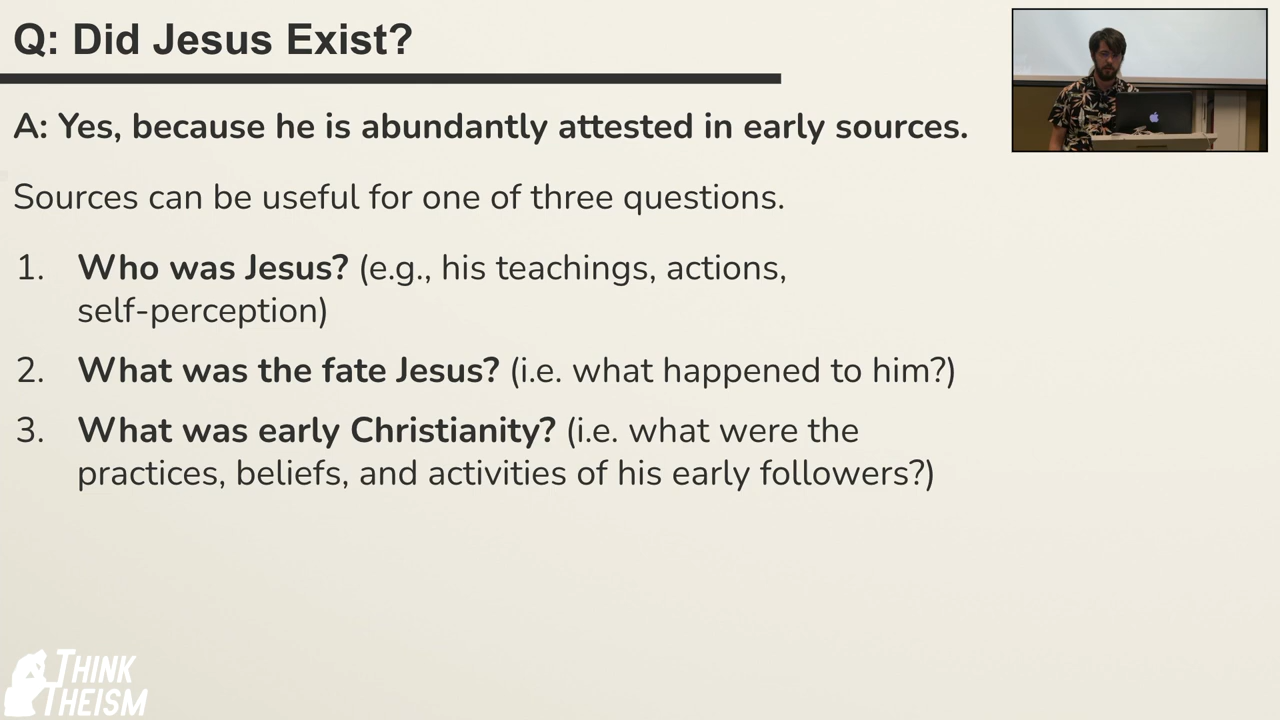 Q: Did Jesus Exist?
A: Yes, because he is abundantly attested in early sources.
Sources can be useful for one of three questions.
1. Who was Jesus? (e.g., his teachings, actions,
self-perception)
2. What was the fate Jesus? (i.e. what happened to him?)
3. What was early Christianity? (i.e. what were the
practices, beliefs, and activities of his early followers?)
THINK
THEISM